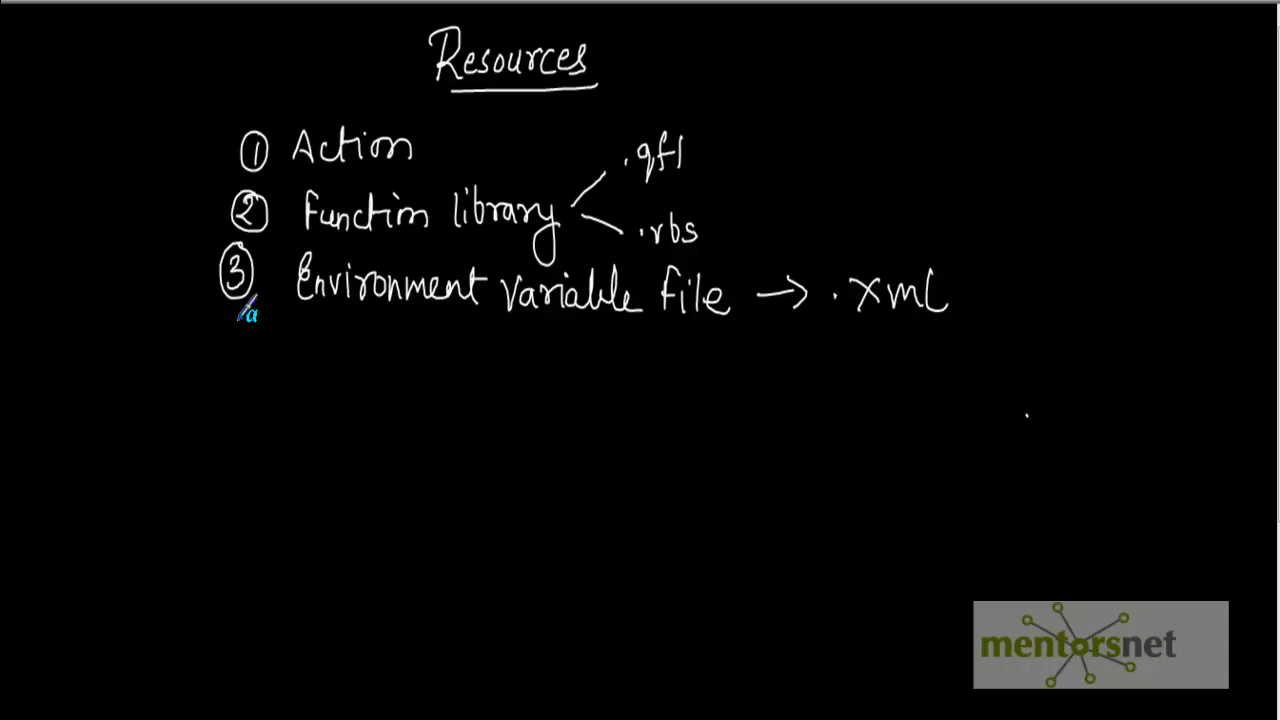 Resources
① Action
.qfl
② Function library
.vbs
③ Environment variable file → .xml
a
mentorsnet